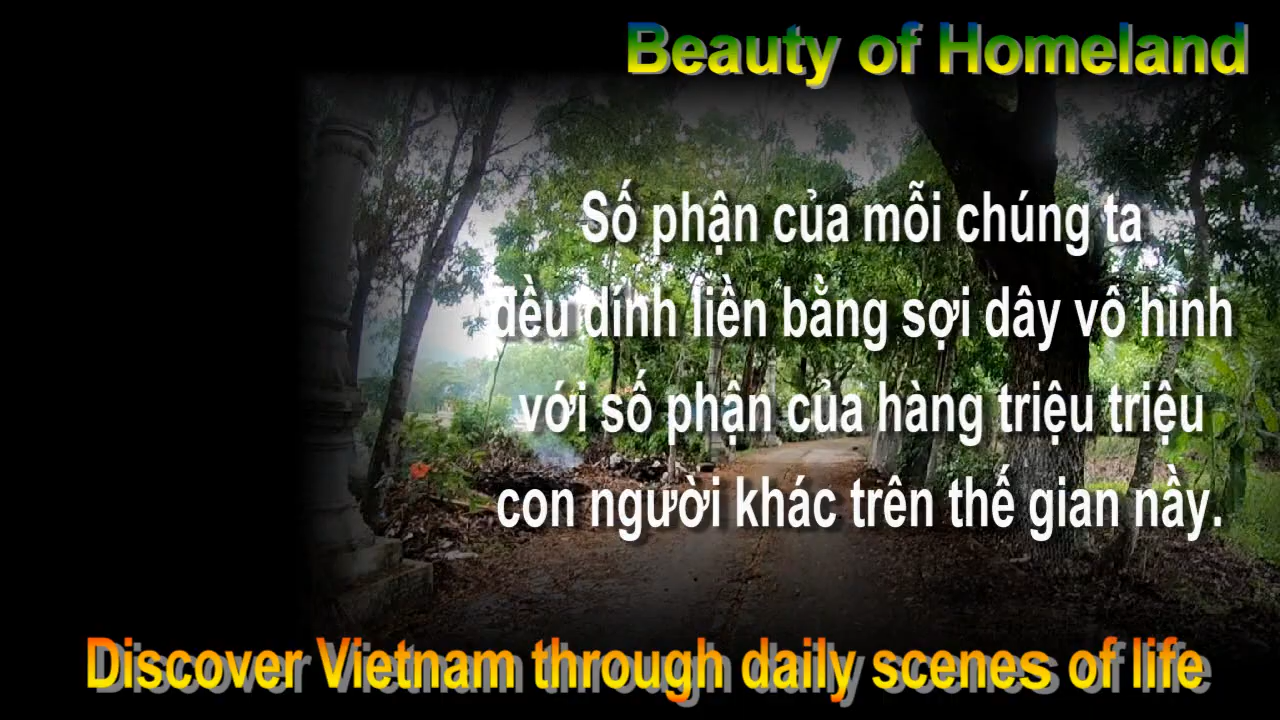 Beauty of Homeland
Số phận của mỗi chúng ta
đều dính liền bằng sợi dây vô hình
với số phận của hàng triệu triệu
con người khác trên thế gian nầy.
Discover Vietnam through daily scenes of life